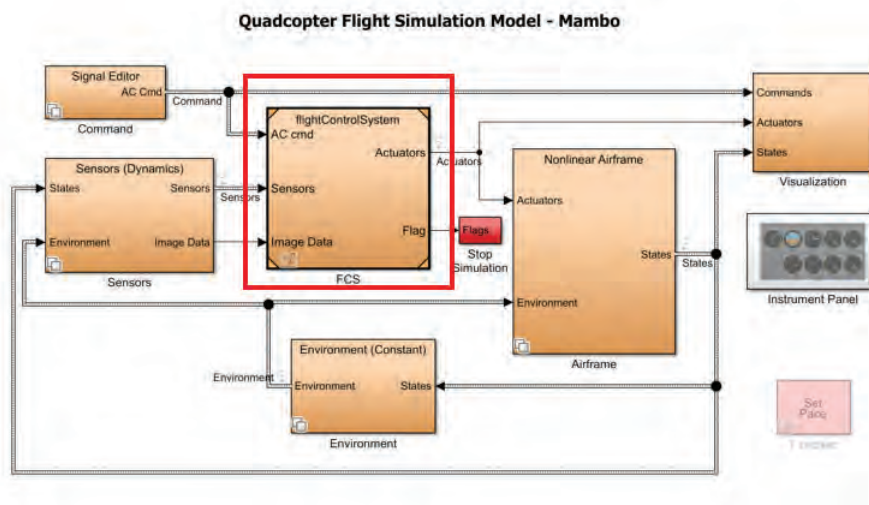 Quadcopter Flight Simulation Model - Mambo
Signal Editor
AC Cmd
Command
Command
flightControlSystem
AC cmd
Actuators
Actuators
Sensors
Image Data
Flag
FCS
Sensors (Dynamics)
States
Sensors
Sensors
Environment
Image Data
Sensors
Flags
Stop
Simulation
Nonlinear Airframe
Actuators
States
States
Environment
Airframe
Commands
Actuators
States
Visualization
Instrument Panel
Environment (Constant)
Environment
Environment
States
Environment
Set
Pace